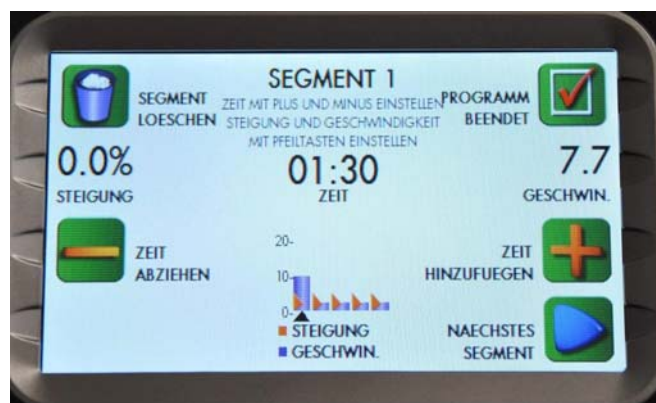 SEGMENT 1
SEGMENT
LOESCHEN
ZEIT MIT PLUS UND MINUS EINSTELLEN
STEIGUNG UND GESCHWINDIGKEIT
MIT PFEILTASTEN EINSTELLEN
PROGRAMM
BEENDET
0.0%
STEIGUNG
01:30
ZEIT
7.7
GESCHWIN.
ZEIT
ABZIEHEN
20-
10-
0-
STEIGUNG
GESCHWIN.
ZEIT
HINZUFUEGEN
NAECHSTES
SEGMENT